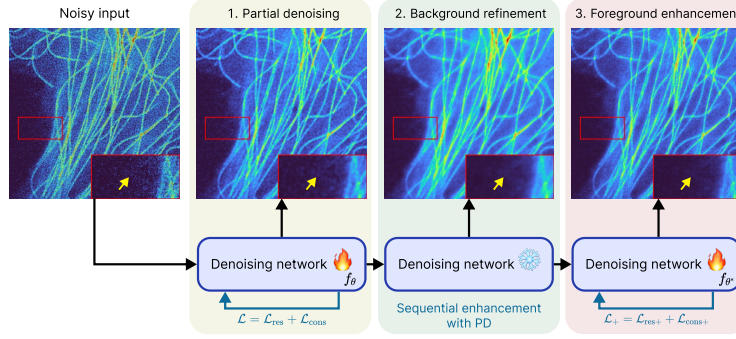 Noisy input
1. Partial denoising
2. Background refinement
3. Foreground enhancement
Denoising network
f_θ
Denoising network
Denoising network
f_θ*
ℒ = ℒ_res + ℒ_cons
Sequential enhancement
with PD
ℒ_+ = ℒ_res+ + ℒ_cons+